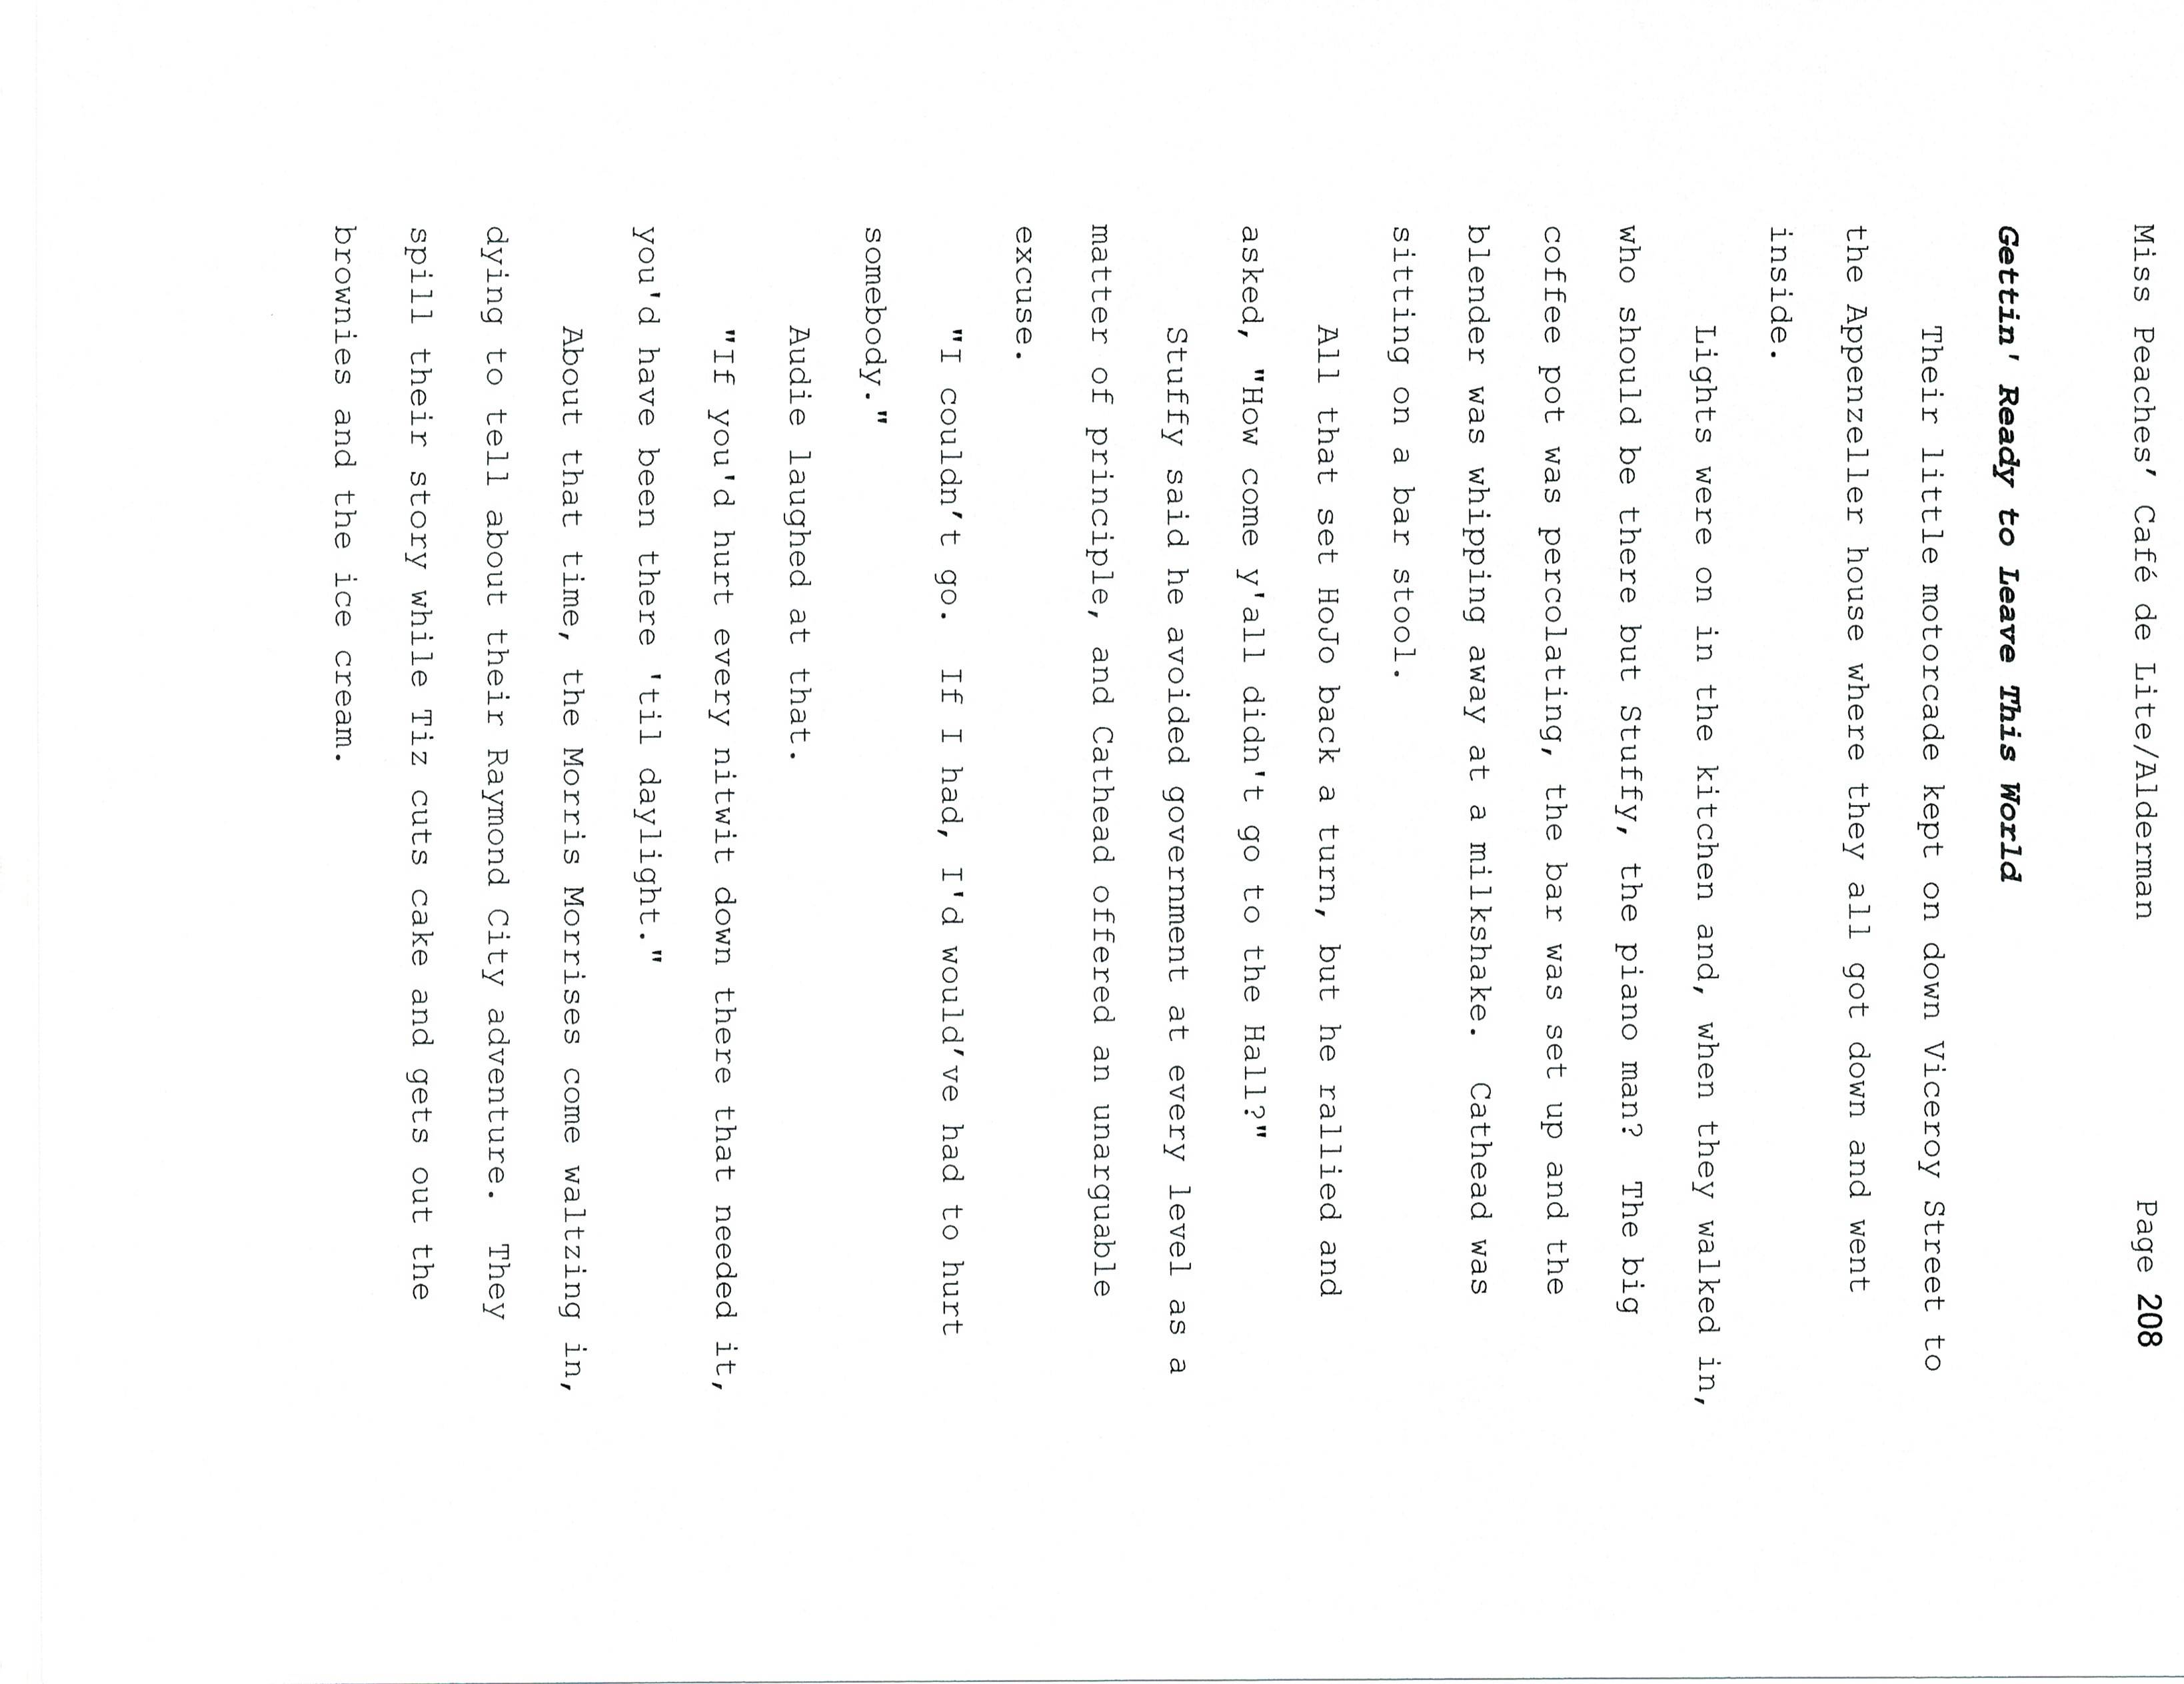 Miss Peaches’ Café de Lite/Alderman Page 208
Gettin' Ready to Leave This World
Their little motorcade kept on down Viceroy Street to
the Appenzeller house where they all got down and went
inside.
Lights were on in the kitchen and, when they walked in,
who should be there but Stuffy, the piano man? The big
coffee pot was percolating, the bar was set up and the
blender was whipping away at a milkshake. Cathead was
sitting on a bar stool.
All that set HoJo back a turn, but he rallied and
asked, "How come y'all didn't go to the Hall?"
Stuffy said he avoided government at every level as a
matter of principle, and Cathead offered an unarguable
excuse.
"I couldn’t go. If I had, I'd would’ve had to hurt
somebody."
Audie laughed at that.
"If you'd hurt every nitwit down there that needed it,
you'd have been there 'til daylight."
About that time, the Morris Morrises come waltzing in,
dying to tell about their Raymond City adventure. They
spill their story while Tiz cuts cake and gets out the
brownies and the ice cream.